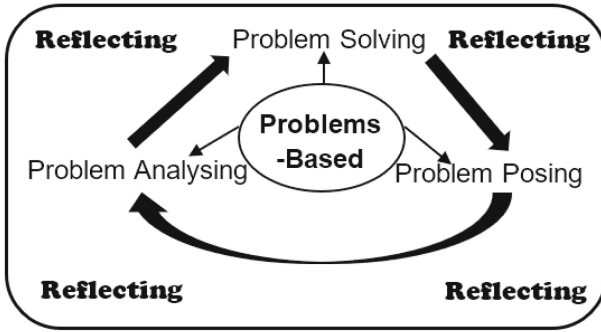 Reflecting
Problem Solving
Reflecting
Problems
-Based
Problem Analysing
Problem Posing
Reflecting
Reflecting